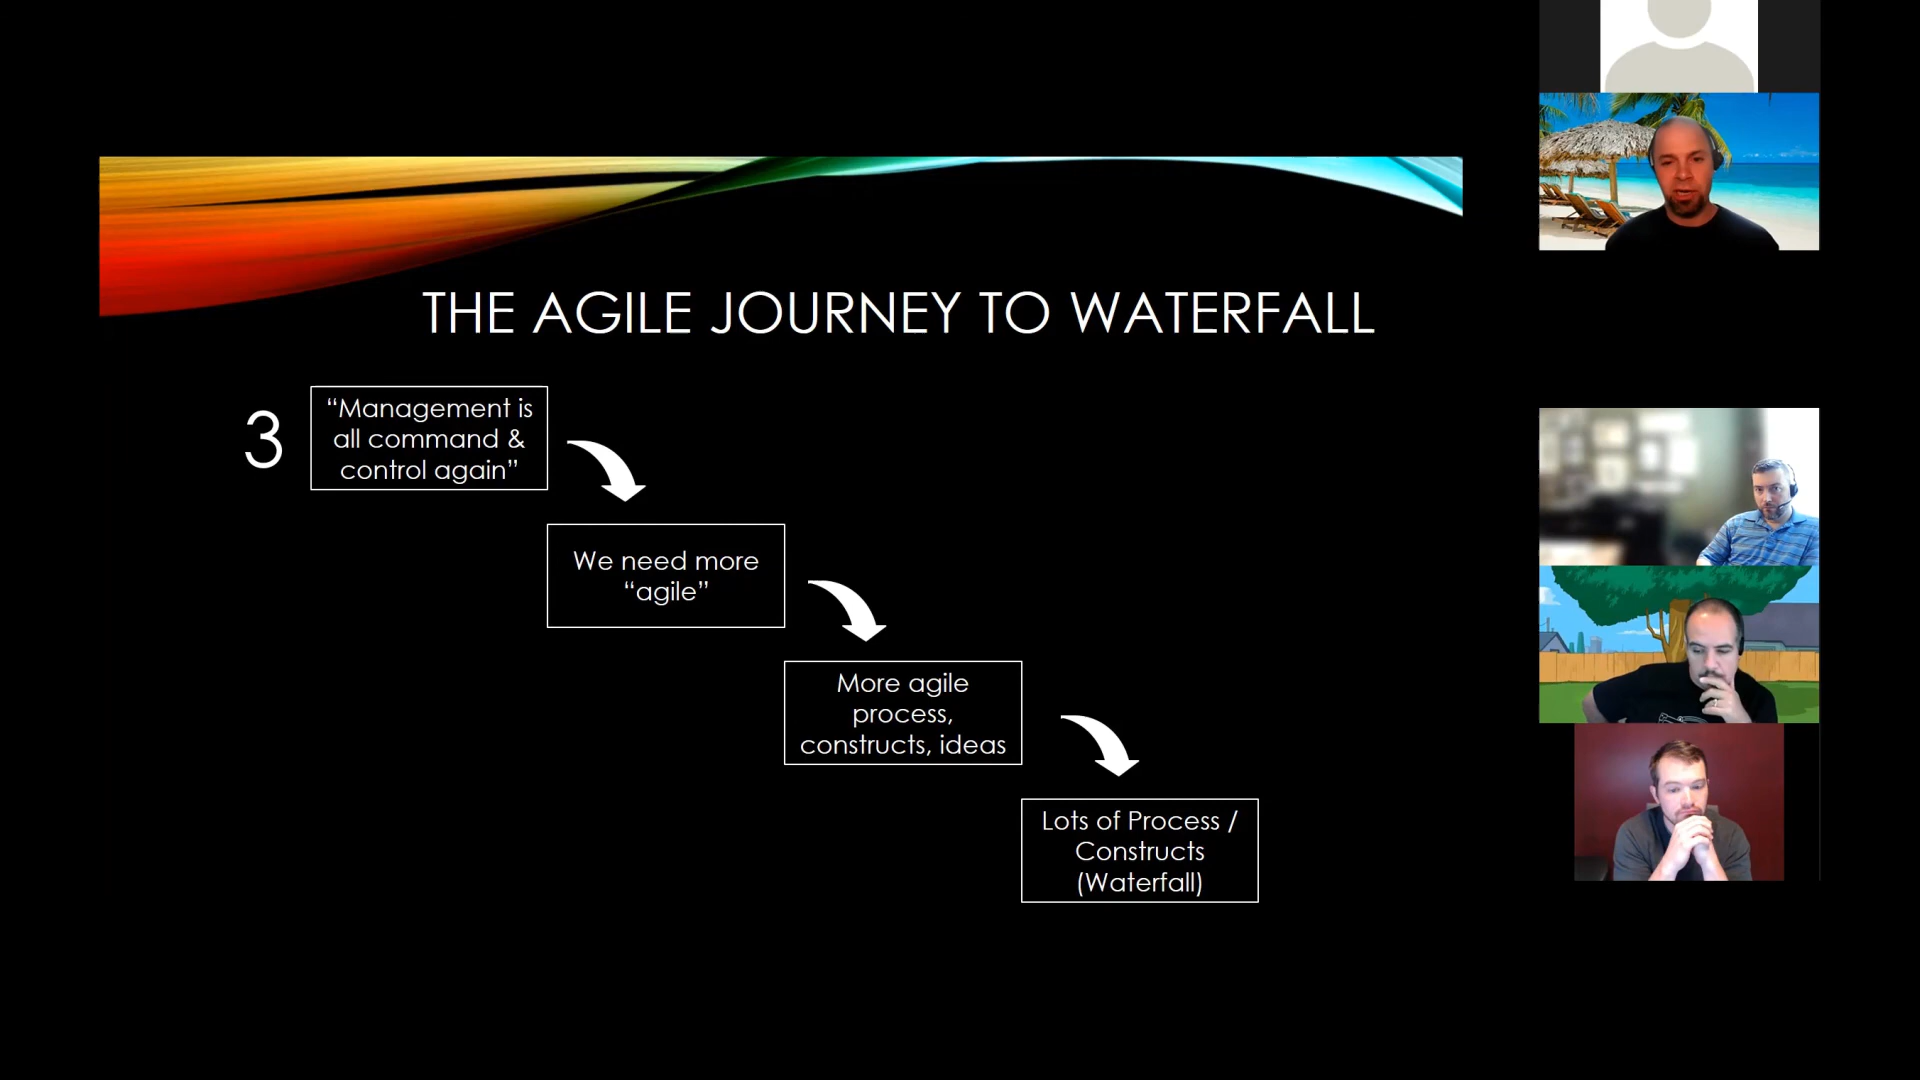 THE AGILE JOURNEY TO WATERFALL
3
“Management is
all command &
control again”
We need more
“agile”
More agile
process,
constructs, ideas
Lots of Process /
Constructs
(Waterfall)